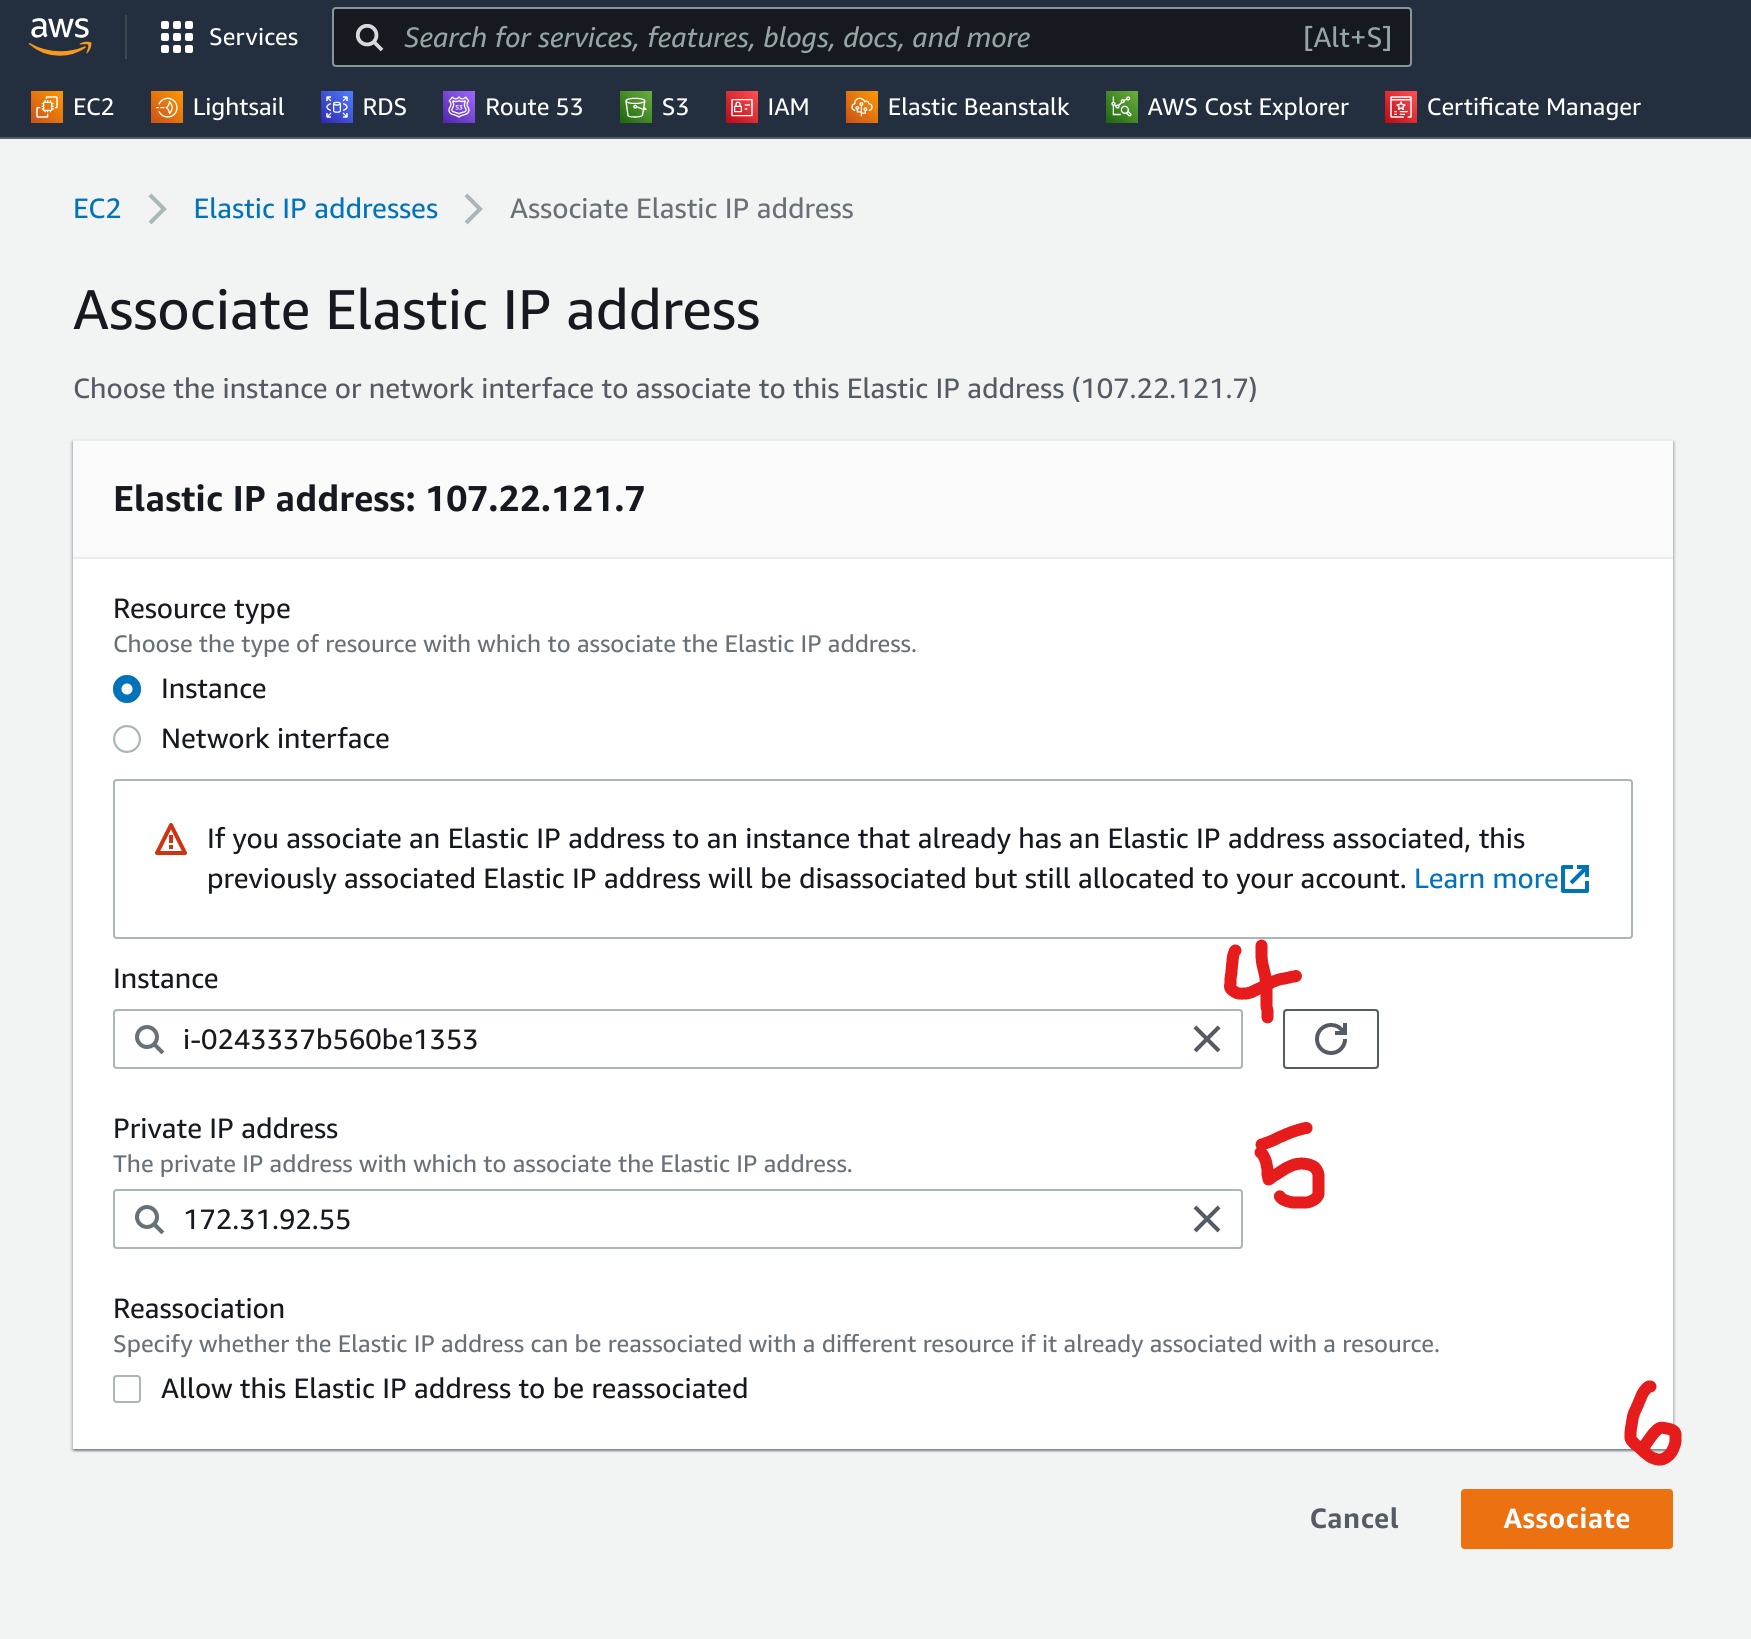 aws Services Search for services, features, blogs, docs, and more [Alt+S]
EC2 Lightsail RDS Route 53 S3 IAM Elastic Beanstalk AWS Cost Explorer Certificate Manager
EC2 Elastic IP addresses Associate Elastic IP address
Associate Elastic IP address
Choose the instance or network interface to associate to this Elastic IP address (107.22.121.7)
Elastic IP address: 107.22.121.7
Resource type
Choose the type of resource with which to associate the Elastic IP address.
Instance
Network interface
If you associate an Elastic IP address to an instance that already has an Elastic IP address associated, this
previously associated Elastic IP address will be disassociated but still allocated to your account. Learn more
4
Instance
i-0243337b560be1353
Private IP address
The private IP address with which to associate the Elastic IP address.
5
172.31.92.55
Reassociation
Specify whether the Elastic IP address can be reassociated with a different resource if it already associated with a resource.
Allow this Elastic IP address to be reassociated
6
Cancel Associate